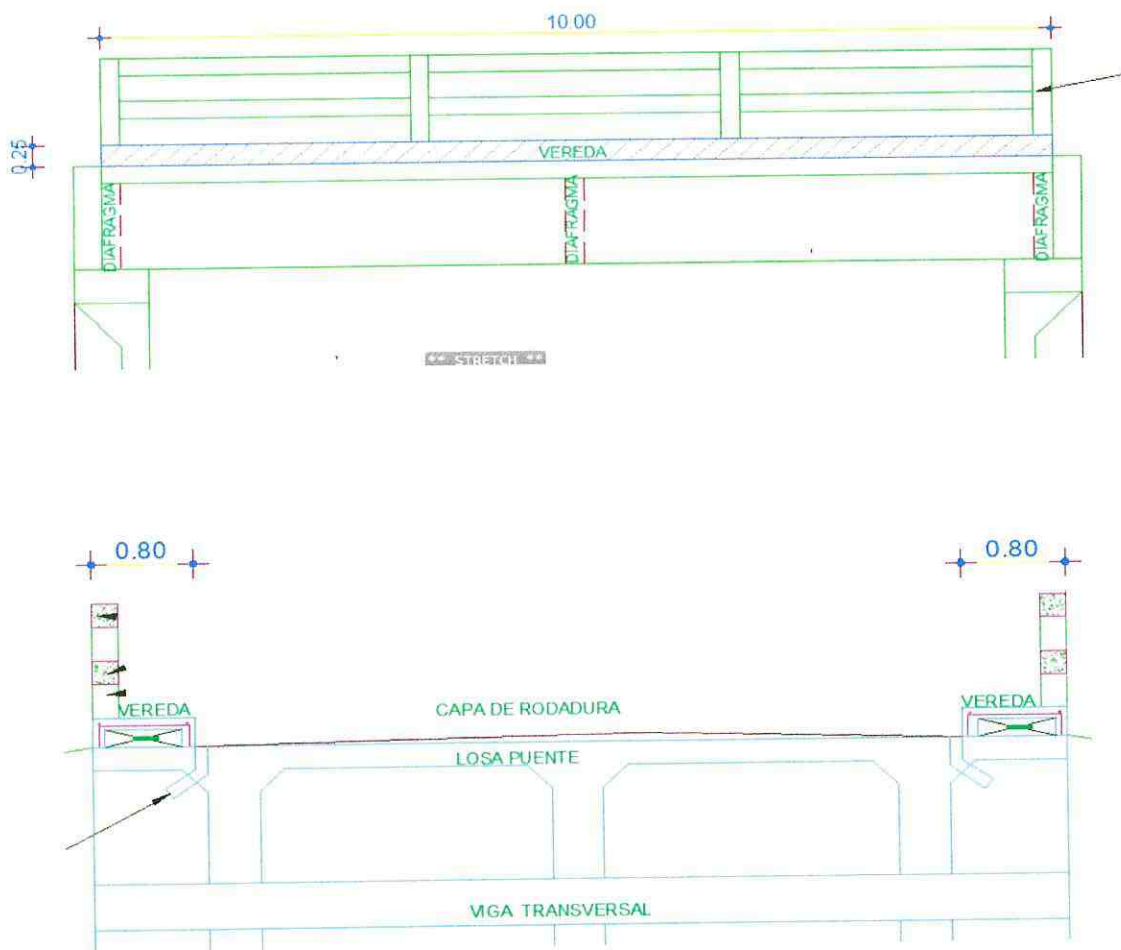 10.00
0.25
VEREDA
DIAFRAGMA
DIAFRAGMA
DIAFRAGMA
** STRETCH **
0.80
0.80
VEREDA
VEREDA
CAPA DE RODADURA
LOSA PUENTE
VIGA TRANSVERSAL